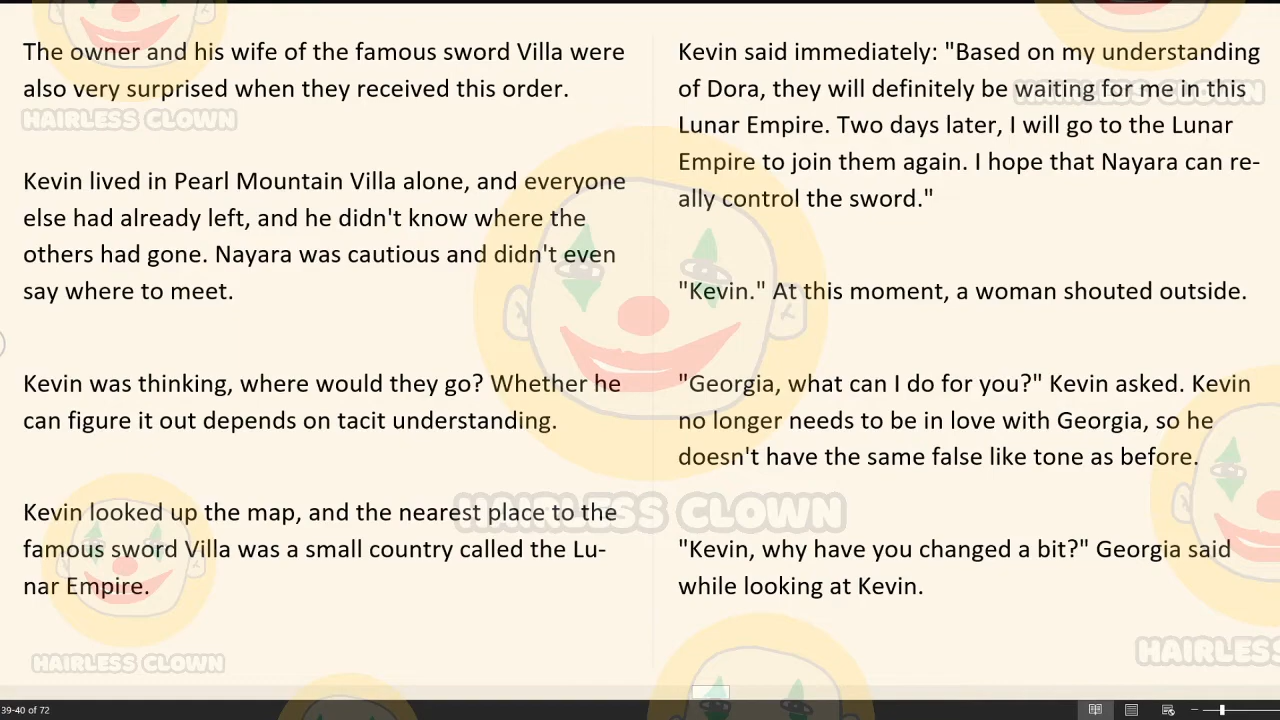 The owner and his wife of the famous sword Villa were
also very surprised when they received this order.
HAIRLESS CLOWN
Kevin lived in Pearl Mountain Villa alone, and everyone
else had already left, and he didn't know where the
others had gone. Nayara was cautious and didn't even
say where to meet.
Kevin was thinking, where would they go? Whether he
can figure it out depends on tacit understanding.
Kevin looked up the map, and the nearest place to the
famous sword Villa was a small country called the Lu-
nar Empire.
HAIRLESS CLOWN
Kevin said immediately: "Based on my understanding
of Dora, they will definitely be waiting for me in this
HAIRLESS CLOWN
Lunar Empire. Two days later, I will go to the Lunar
Empire to join them again. I hope that Nayara can re-
ally control the sword."
"Kevin." At this moment, a woman shouted outside.
"Georgia, what can I do for you?" Kevin asked. Kevin
no longer needs to be in love with Georgia, so he
doesn't have the same false like tone as before.
HAIRLESS CLOWN
"Kevin, why have you changed a bit?" Georgia said
while looking at Kevin.
HAIRLESS
39-40 of 72